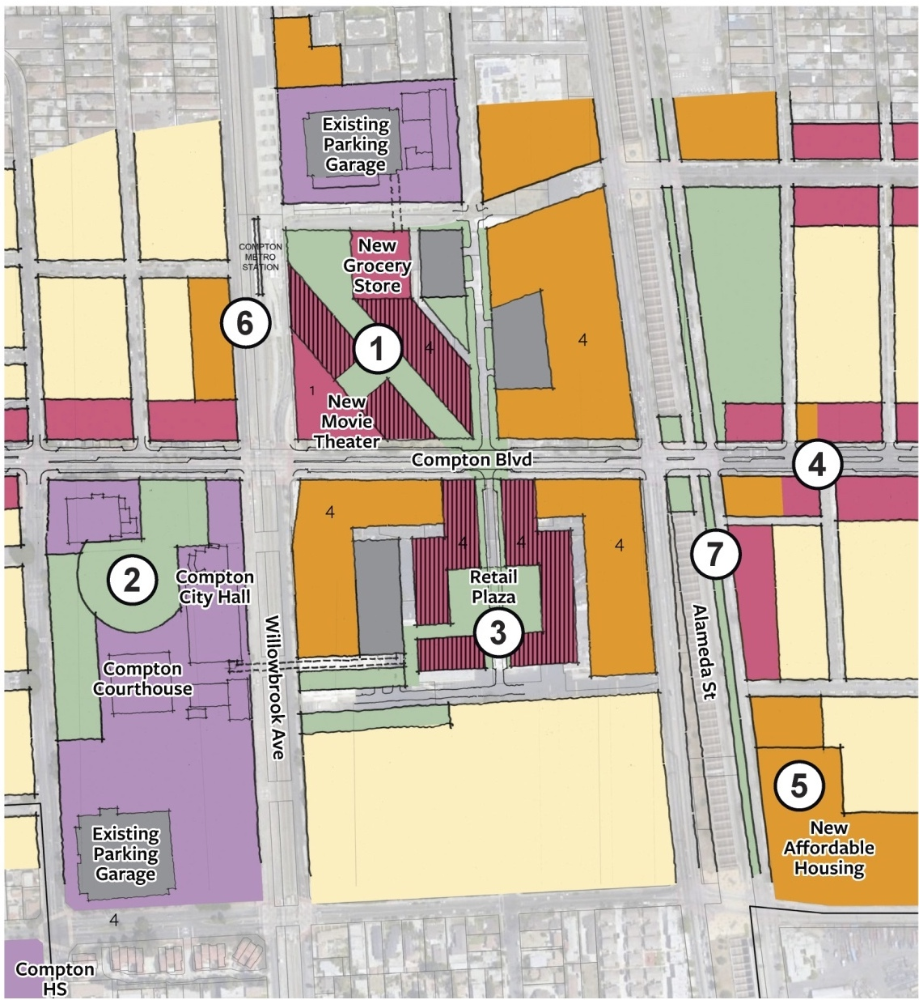 Existing
Parking
Garage
COMPTON
METRO
STATION
New
Grocery
Store
6
1
4
4
1
New
Movie
Theater
Compton Blvd
4
4
4
4
4
2
Compton
City Hall
Retail
Plaza
7
3
Willowbrook Ave
Alameda St
Compton
Courthouse
5
New
Affordable
Housing
Existing
Parking
Garage
4
Compton
HS